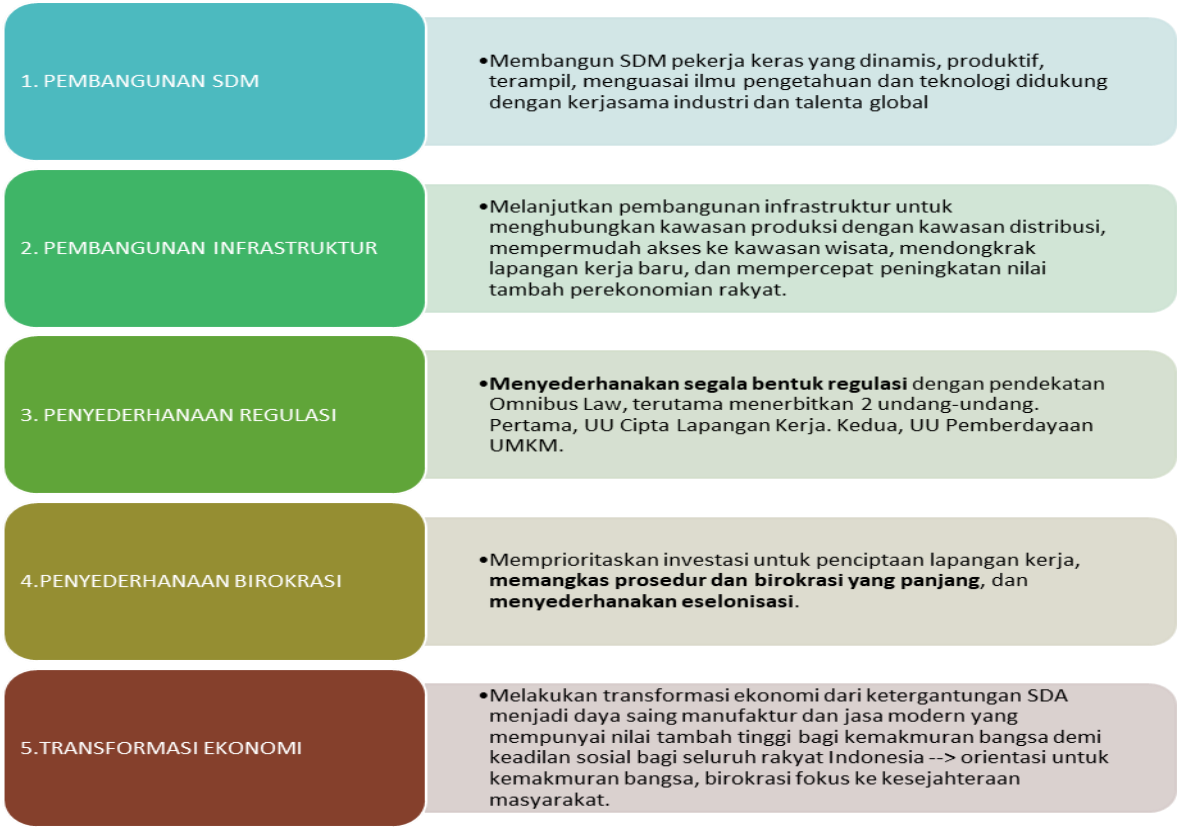 1. PEMBANGUNAN SDM
•Membangun SDM pekerja keras yang dinamis, produktif,
terampil, menguasai ilmu pengetahuan dan teknologi didukung
dengan kerjasama industri dan talenta global
2. PEMBANGUNAN INFRASTRUKTUR
•Melanjutkan pembangunan infrastruktur untuk
menghubungkan kawasan produksi dengan kawasan distribusi,
mempermudah akses ke kawasan wisata, mendongkrak
lapangan kerja baru, dan mempercepat peningkatan nilai
tambah perekonomian rakyat.
3. PENYEDERHANAAN REGULASI
•Menyederhanakan segala bentuk regulasi dengan pendekatan
Omnibus Law, terutama menerbitkan 2 undang-undang.
Pertama, UU Cipta Lapangan Kerja. Kedua, UU Pemberdayaan
UMKM.
4.PENYEDERHANAAN BIROKRASI
•Memprioritaskan investasi untuk penciptaan lapangan kerja,
memangkas prosedur dan birokrasi yang panjang, dan
menyederhanakan eselonisasi.
5.TRANSFORMASI EKONOMI
•Melakukan transformasi ekonomi dari ketergantungan SDA
menjadi daya saing manufaktur dan jasa modern yang
mempunyai nilai tambah tinggi bagi kemakmuran bangsa demi
keadilan sosial bagi seluruh rakyat Indonesia --> orientasi untuk
kemakmuran bangsa, birokrasi fokus ke kesejahteraan
masyarakat.